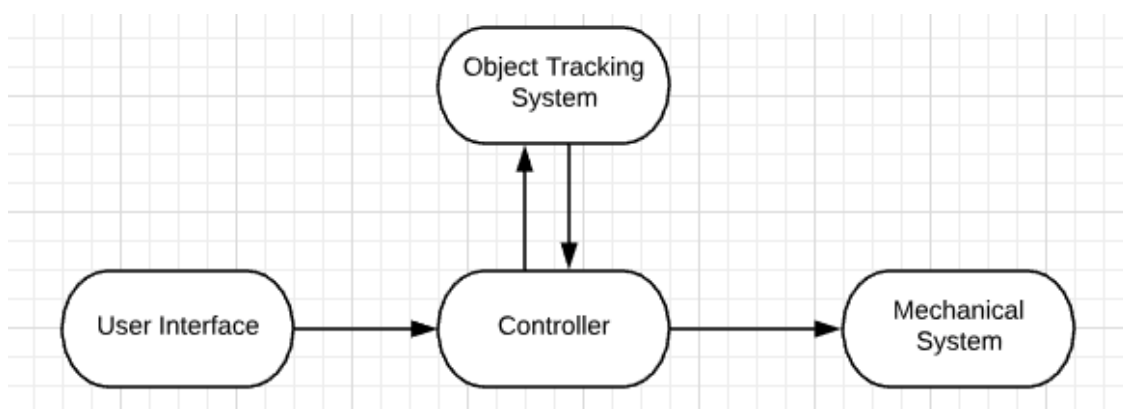 Object Tracking
System
User Interface
Controller
Mechanical
System